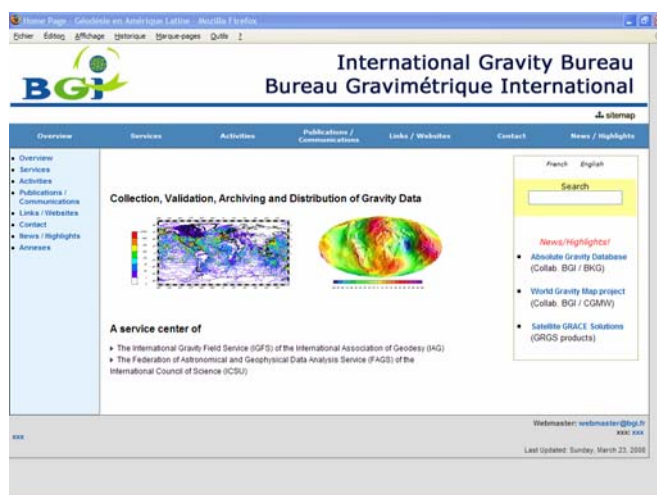 Home Page - Géodésie en Amérique Latine - Mozilla Firefox
Fichier Édition Affichage Historique Marque-pages Outils ?
BGI
International Gravity Bureau
Bureau Gravimétrique International
sitemap
Overview Services Activities Publications / Communications Links / Websites Contact News / Highlights
Overview
Services
Activities
Publications /
Communications
Links / Websites
Contact
News / Highlights
Annexes
Collection, Validation, Archiving and Distribution of Gravity Data
A service center of
The International Gravity Field Service (IGFS) of the International Association of Geodesy (IAG)
The Federation of Astronomical and Geophysical Data Analysis Service (FAGS) of the
International Council of Science (ICSU)
French English
Search
News/Highlights!
Absolute Gravity Database
(Collab. BGI / BKG)
World Gravity Map project
(Collab. BGI / CGMW)
Satellite GRACE Solutions
(GRGS products)
Webmaster: webmaster@bgi.fr
xxx: xxx
xxx
Last Updated: Sunday, March 23, 2008